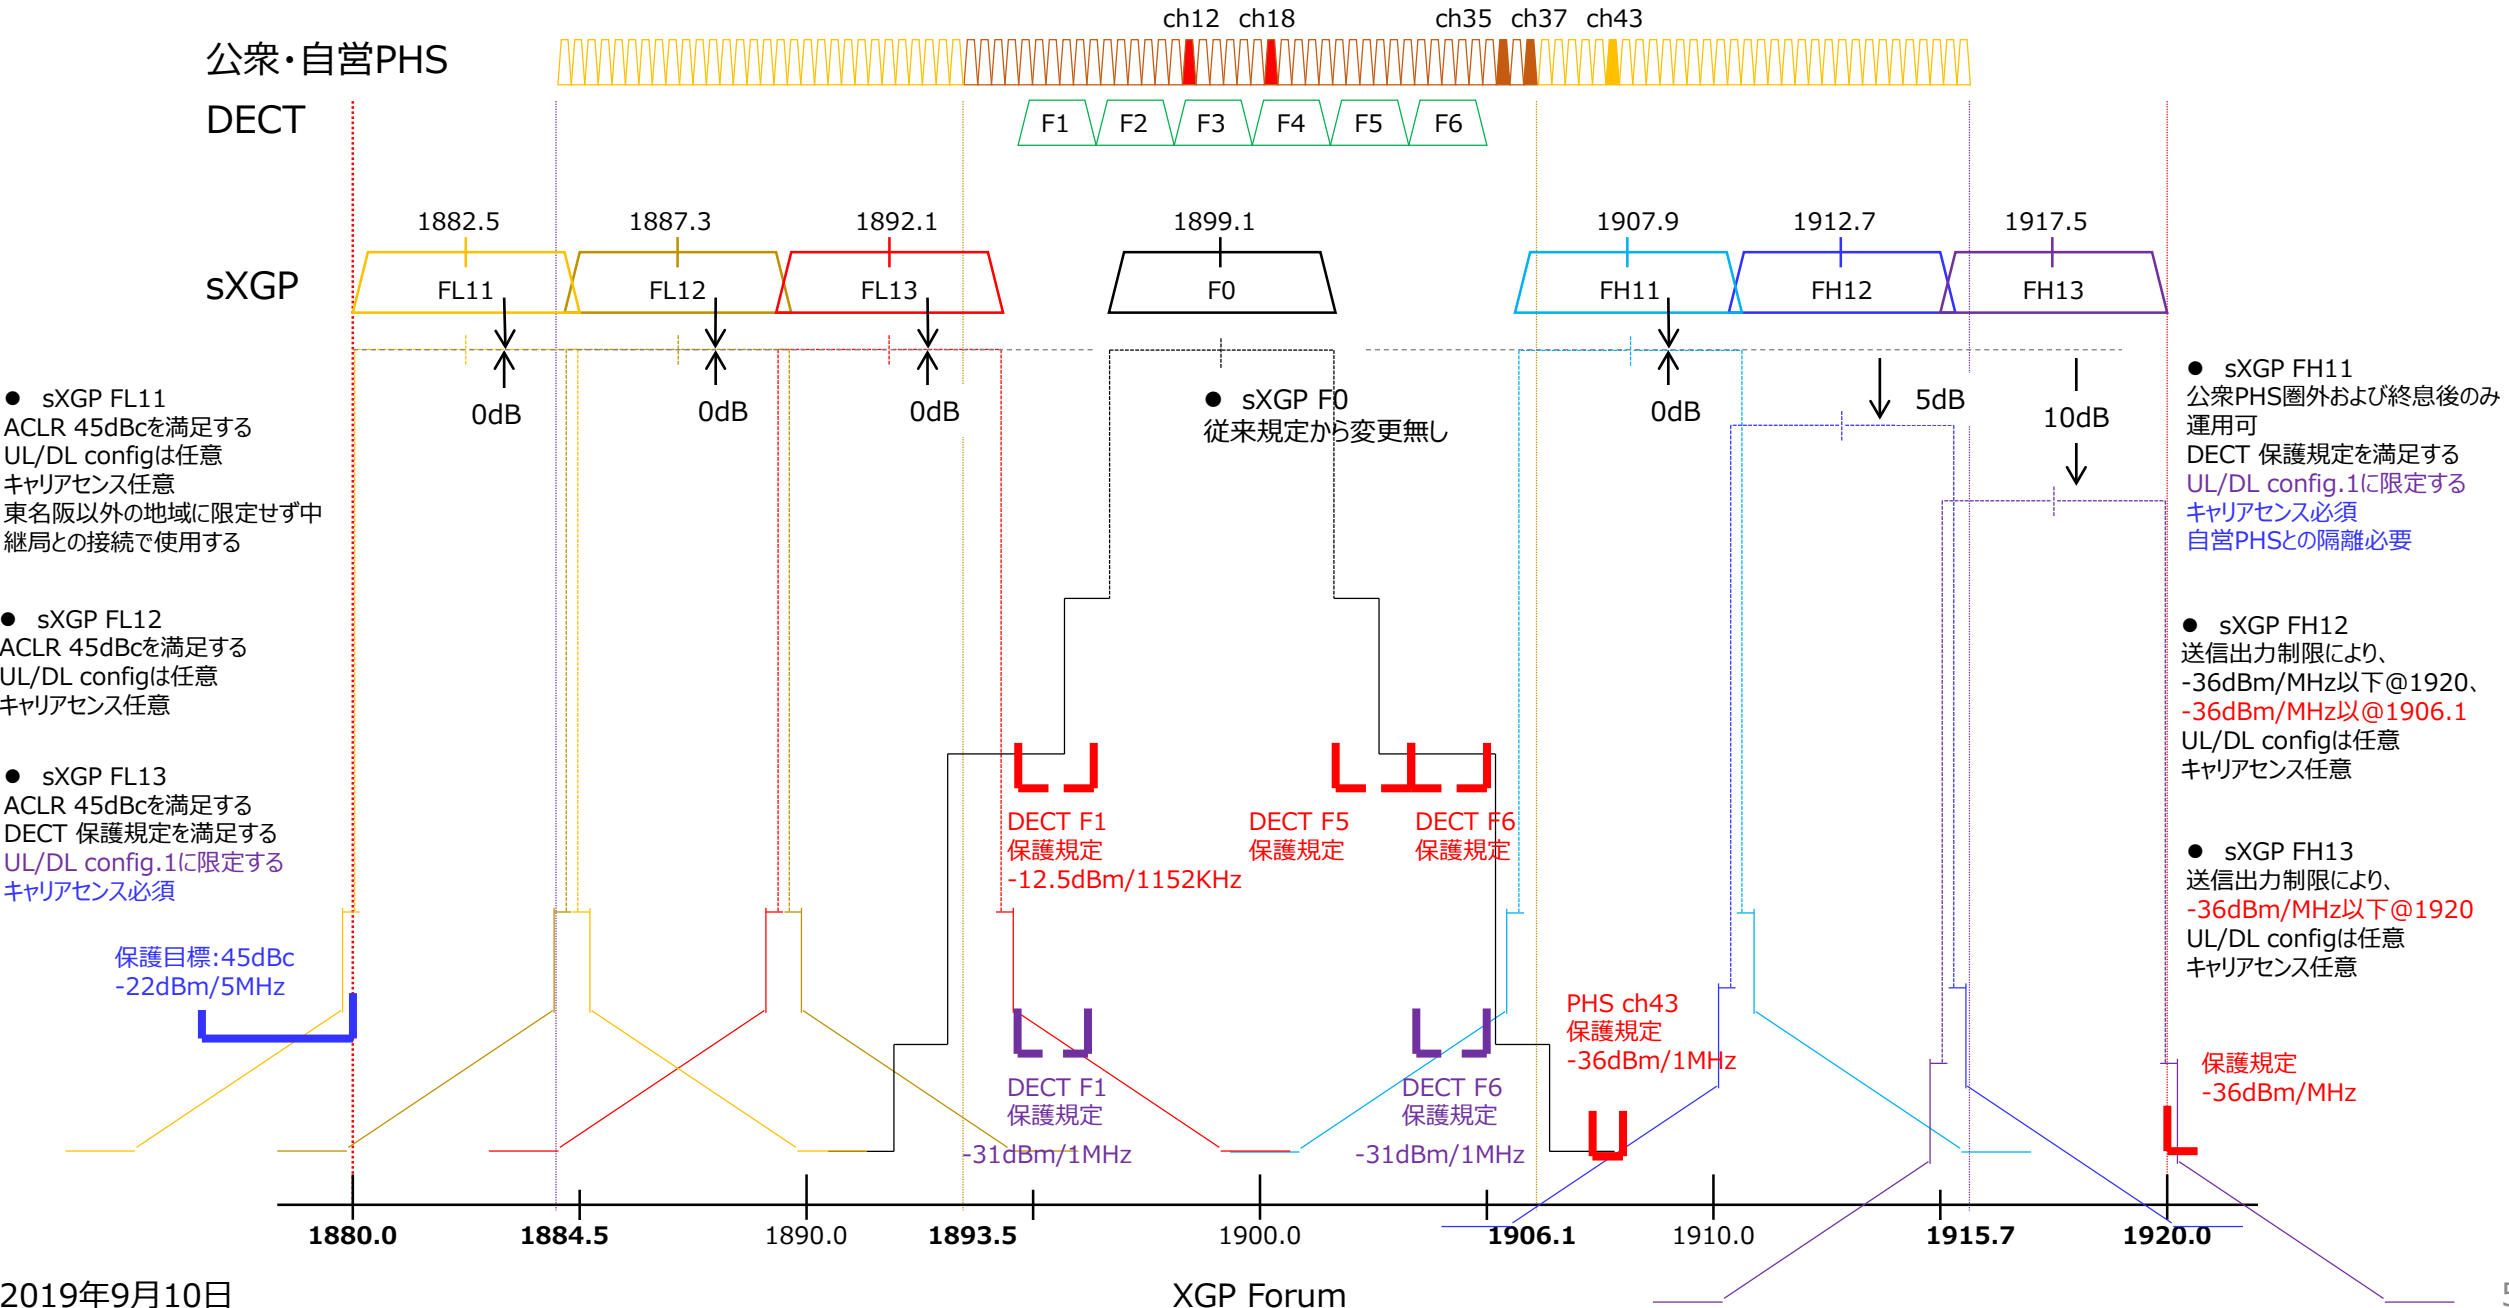 ch12 ch18 ch35 ch37 ch43
公衆・自営PHS
DECT
F1 F2 F3 F4 F5 F6
1882.5 1887.3 1892.1 1899.1 1907.9 1912.7 1917.5
sXGP
FL11 FL12 FL13 F0 FH11 FH12 FH13
0dB 0dB 0dB 0dB 5dB 10dB
● sXGP FL11
ACLR 45dBcを満足する
UL/DL configは任意
キャリアセンス任意
東名阪以外の地域に限定せず中
継局との接続で使用する
● sXGP FL12
ACLR 45dBcを満足する
UL/DL configは任意
キャリアセンス任意
● sXGP FL13
ACLR 45dBcを満足する
DECT 保護規定を満足する
UL/DL config.1に限定する
キャリアセンス必須
保護目標:45dBc
-22dBm/5MHz
● sXGP F0
従来規定から変更無し
DECT F1
保護規定
-12.5dBm/1152KHz
DECT F5
保護規定
DECT F6
保護規定
DECT F1
保護規定
-31dBm/1MHz
DECT F6
保護規定
-31dBm/1MHz
PHS ch43
保護規定
-36dBm/1MHz
● sXGP FH11
公衆PHS圏外および終息後のみ
運用可
DECT 保護規定を満足する
UL/DL config.1に限定する
キャリアセンス必須
自営PHSとの隔離必要
● sXGP FH12
送信出力制限により、
-36dBm/MHz以下@1920、
-36dBm/MHz以@1906.1
UL/DL configは任意
キャリアセンス任意
● sXGP FH13
送信出力制限により、
-36dBm/MHz以下@1920
UL/DL configは任意
キャリアセンス任意
保護規定
-36dBm/MHz
1880.0 1884.5 1890.0 1893.5 1900.0 1906.1 1910.0 1915.7 1920.0
2019年9月10日
XGP Forum